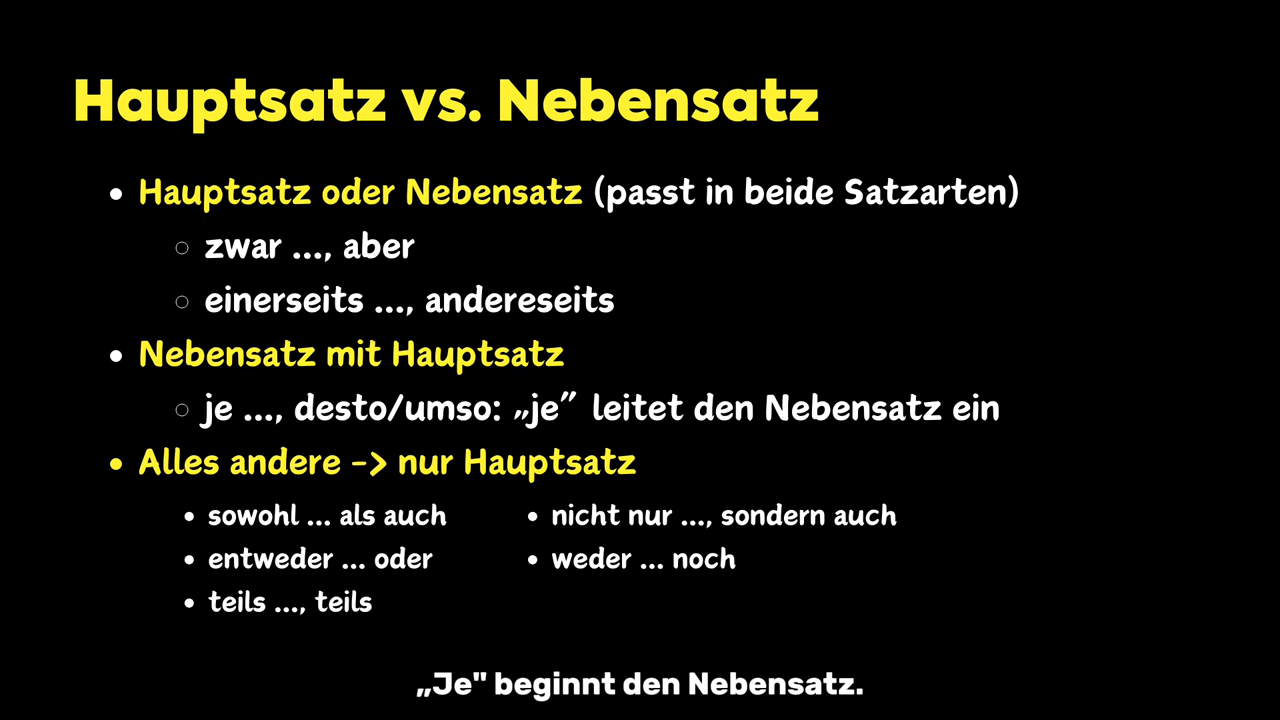 Hauptsatz vs. Nebensatz
• Hauptsatz oder Nebensatz (passt in beide Satzarten)
○ zwar ..., aber
○ einerseits ..., andereseits
• Nebensatz mit Hauptsatz
○ je ..., desto/umso: „je” leitet den Nebensatz ein
• Alles andere -> nur Hauptsatz
• sowohl ... als auch
• entweder ... oder
• teils ..., teils
• nicht nur ..., sondern auch
• weder ... noch
„Je" beginnt den Nebensatz.